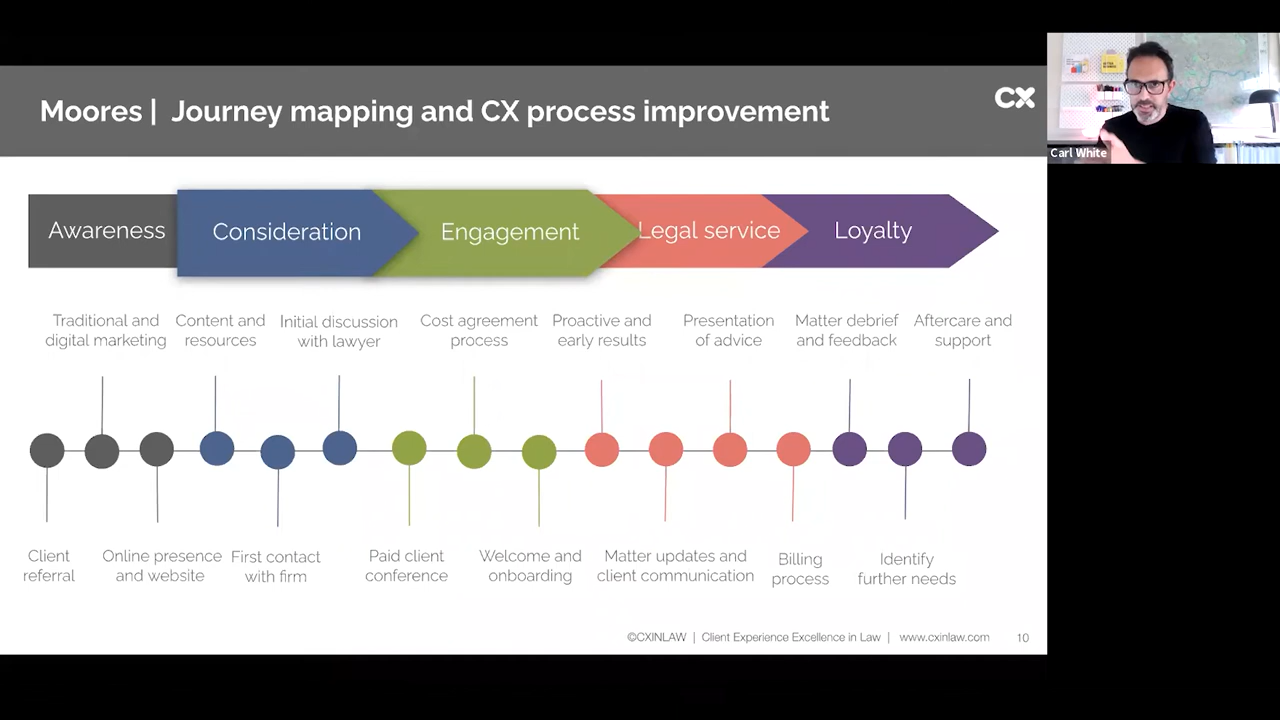 Moores | Journey mapping and CX process improvement
CX
Carl White
Awareness
Consideration
Engagement
Legal service
Loyalty
Traditional and
digital marketing
Content and
resources
Initial discussion
with lawyer
Cost agreement
process
Proactive and
early results
Presentation
of advice
Matter debrief
and feedback
Aftercare and
support
Client
referral
Online presence
and website
First contact
with firm
Paid client
conference
Welcome and
onboarding
Matter updates and
client communication
Billing
process
Identify
further needs
©CXINLAW | Client Experience Excellence in Law | www.cxinlaw.com 10